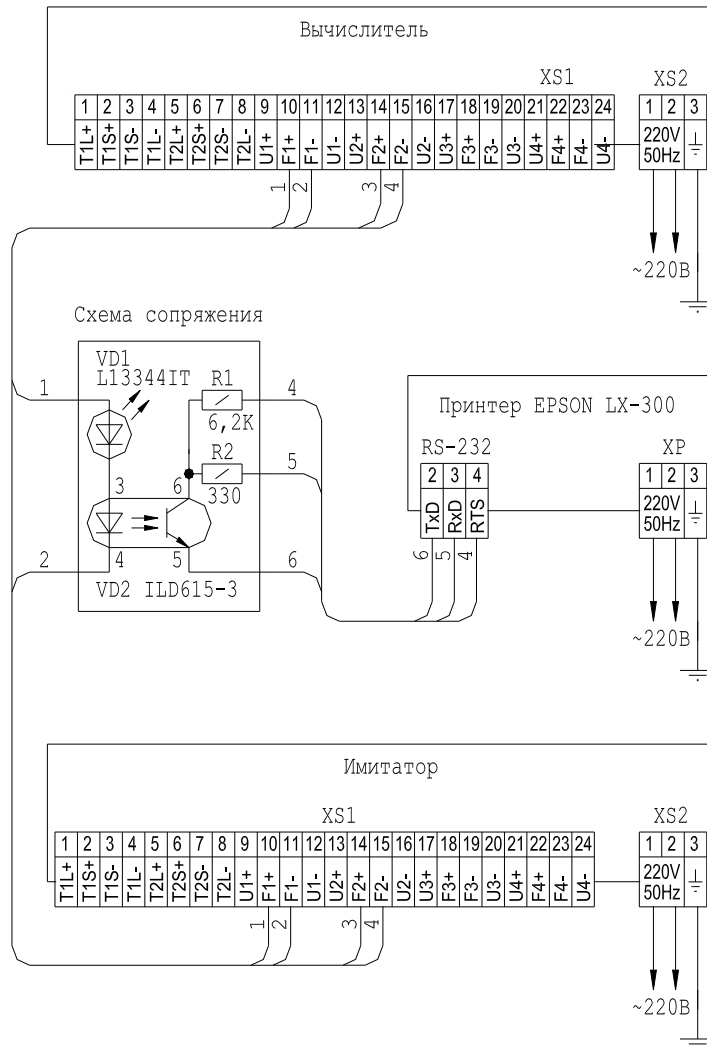 Вычислитель
XS1 XS2
1 2 3 4 5 6 7 8 9 10 11 12 13 14 15 16 17 18 19 20 21 22 23 24
T1L+ T1S+ T1S- T1L- T2L+ T2S+ T2S- T2L- U1+ F1+ F1- U1- U2+ F2+ F2- U2- U3+ F3+ F3- U3- U4+ F4+ F4- U4-
1 2 3
220V
50Hz
1 2 3 4
~220В
Схема сопряжения
VD1
L13344IT
1
R1
6,2K
4
R2
330
5
3 6
4 5
2
6
VD2 ILD615-3
Принтер EPSON LX-300
RS-232 XP
2 3 4
TxD RxD RTS
6 5 4
1 2 3
220V
50Hz
~220В
Имитатор
XS1 XS2
1 2 3 4 5 6 7 8 9 10 11 12 13 14 15 16 17 18 19 20 21 22 23 24
T1L+ T1S+ T1S- T1L- T2L+ T2S+ T2S- T2L- U1+ F1+ F1- U1- U2+ F2+ F2- U2- U3+ F3+ F3- U3- U4+ F4+ F4- U4-
1 2 3
220V
50Hz
1 2 3 4
~220В